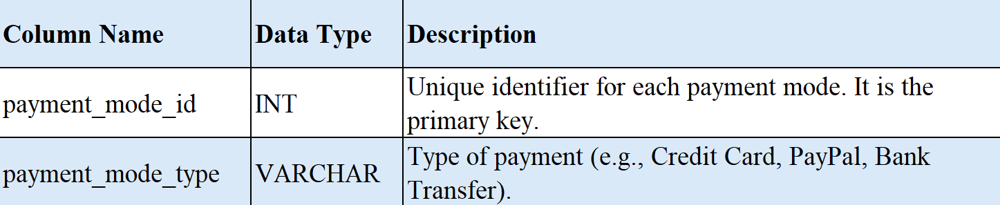 Column Name Data Type Description
payment_mode_id INT Unique identifier for each payment mode. It is the
primary key.
payment_mode_type VARCHAR Type of payment (e.g., Credit Card, PayPal, Bank
Transfer).